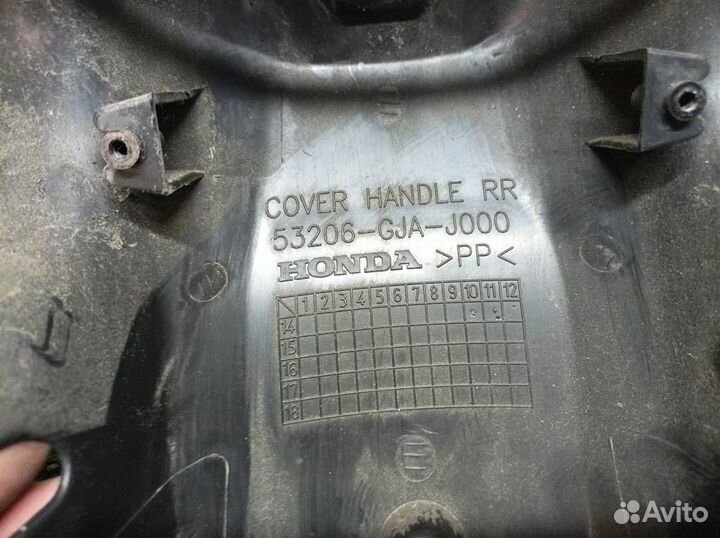 COVER HANDLE RR
53206-GJA-J000
HONDA >PP<
1 2 3 4 5 6 7 8 9 10 11 12
14
15
16
17
18
Avito